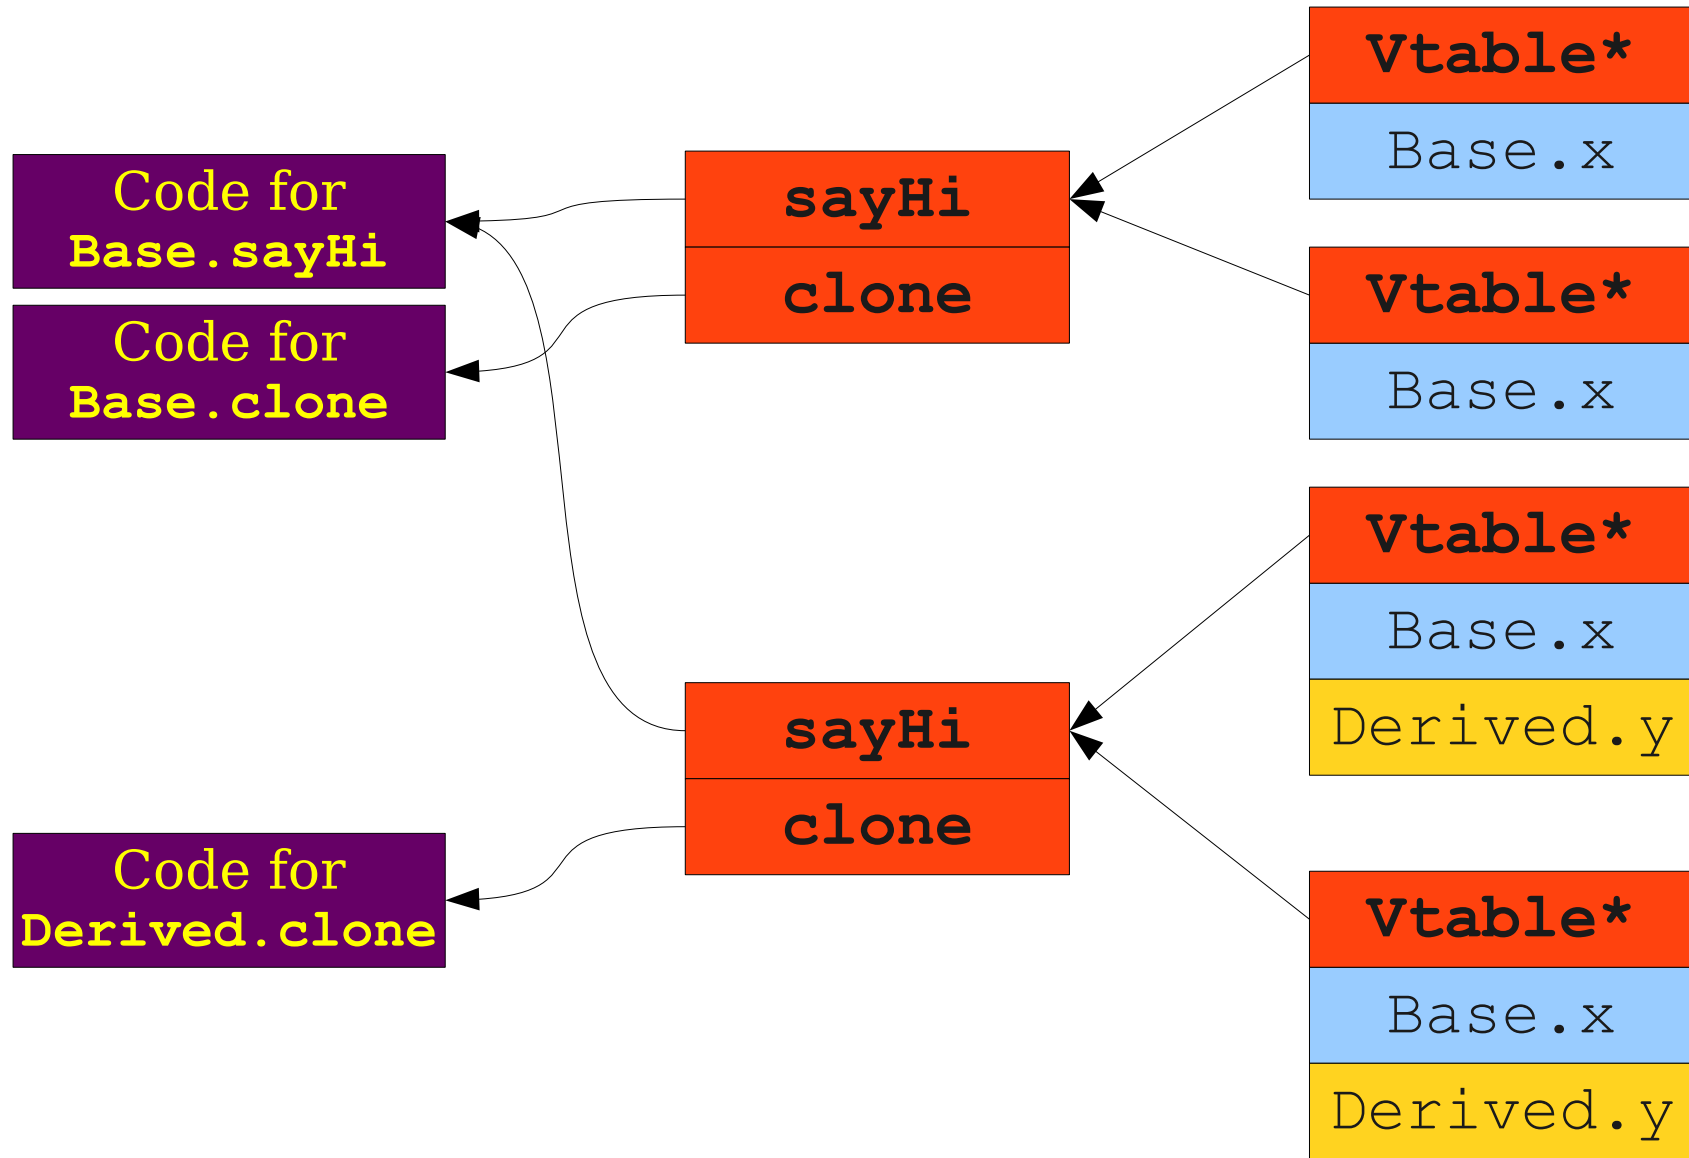 Code for
Base.sayHi
Code for
Base.clone
Code for
Derived.clone
sayHi
clone
sayHi
clone
Vtable*
Base.x
Vtable*
Base.x
Vtable*
Base.x
Derived.y
Vtable*
Base.x
Derived.y